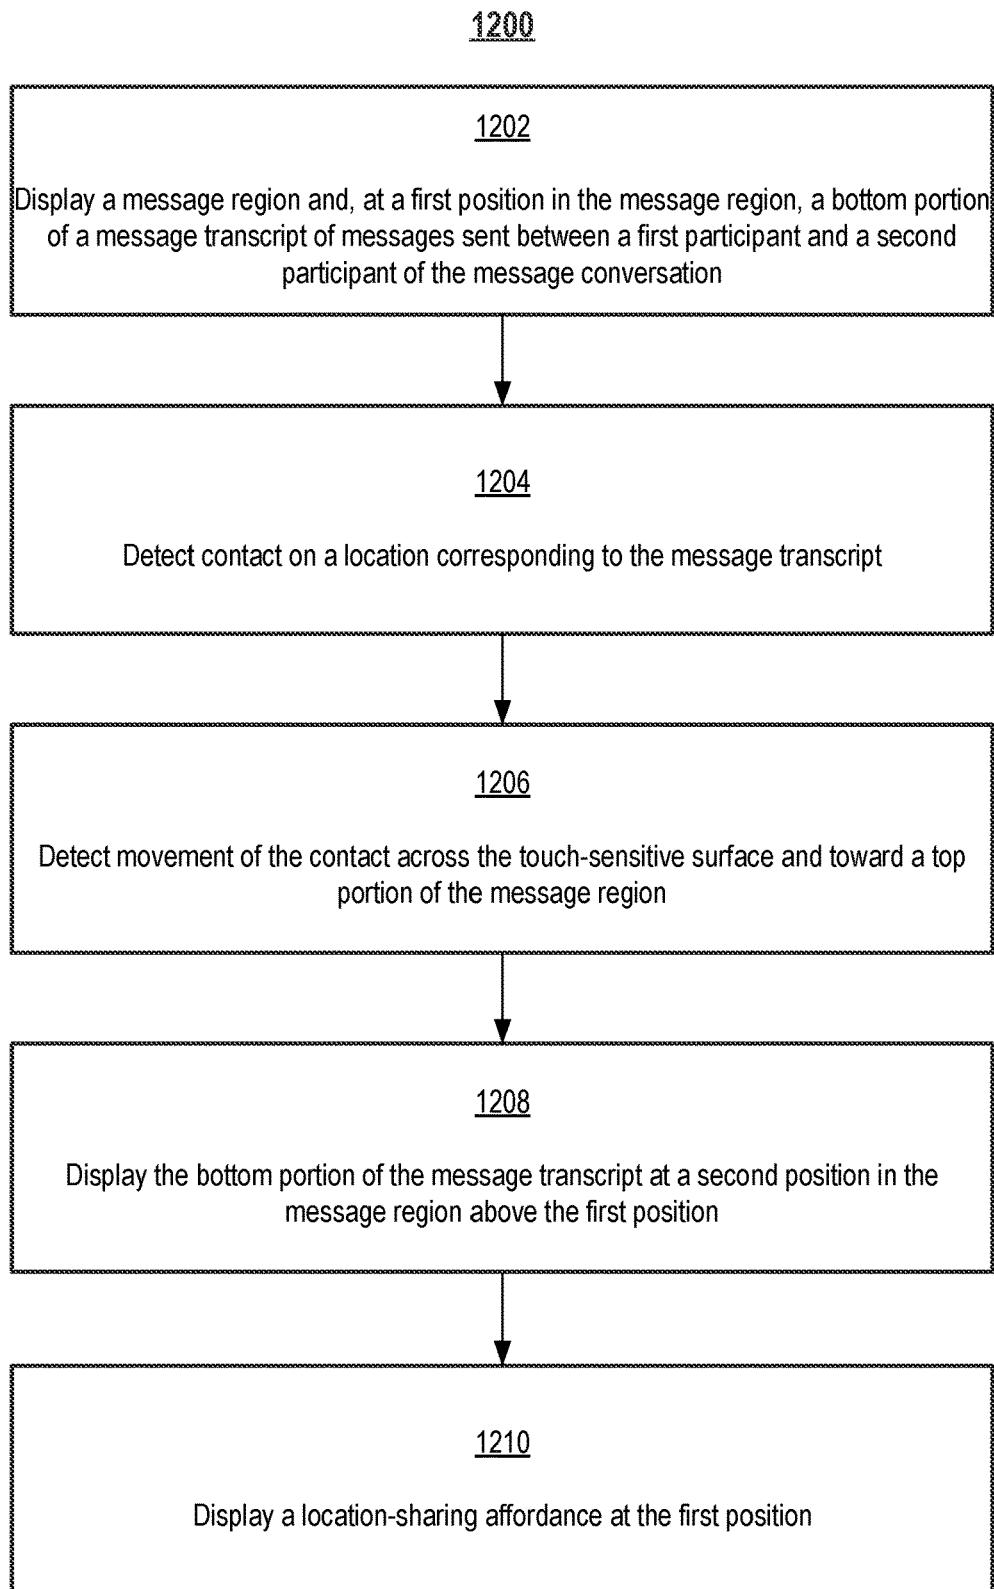 1200
1202
Display a message region and, at a first position in the message region, a bottom portion
of a message transcript of messages sent between a first participant and a second
participant of the message conversation
1204
Detect contact on a location corresponding to the message transcript
1206
Detect movement of the contact across the touch-sensitive surface and toward a top
portion of the message region
1208
Display the bottom portion of the message transcript at a second position in the
message region above the first position
1210
Display a location-sharing affordance at the first position